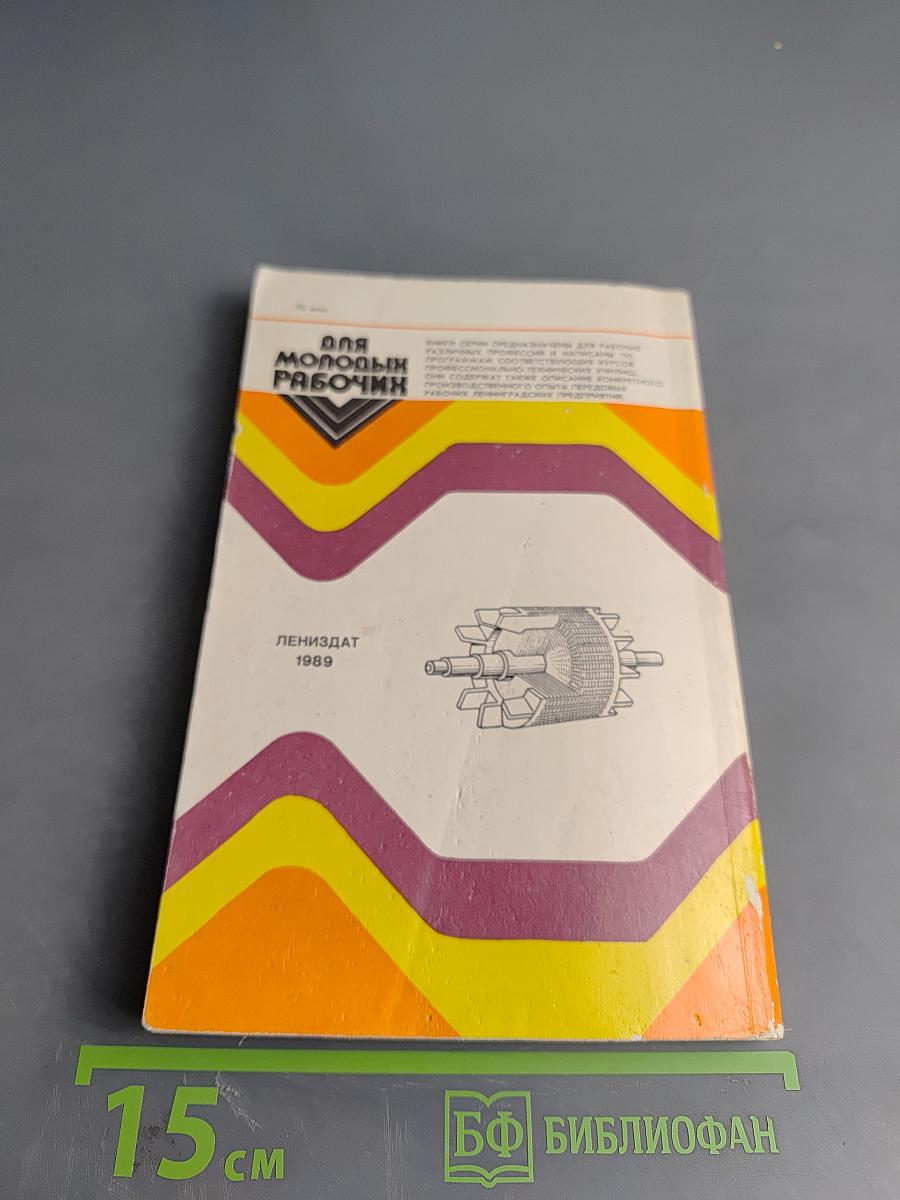 70 коп.
ДЛЯ
МОЛОДЫХ
РАБОЧИХ
КНИГИ СЕРИИ ПРЕДНАЗНАЧЕНЫ ДЛЯ РАБОЧИХ
РАЗЛИЧНЫХ ПРОФЕССИЙ И НАПИСАНЫ ПО
ПРОГРАММАМ СООТВЕТСТВУЮЩИХ КУРСОВ
ПРОФЕССИОНАЛЬНО-ТЕХНИЧЕСКИХ УЧИЛИЩ.
ОНИ СОДЕРЖАТ ТАКЖЕ ОПИСАНИЕ КОНКРЕТНОГО
ПРОИЗВОДСТВЕННОГО ОПЫТА ПЕРЕДОВЫХ
РАБОЧИХ ЛЕНИНГРАДСКИХ ПРЕДПРИЯТИЙ.
ЛЕНИЗДАТ
1989
15 см
БФ БИБЛИОФАН